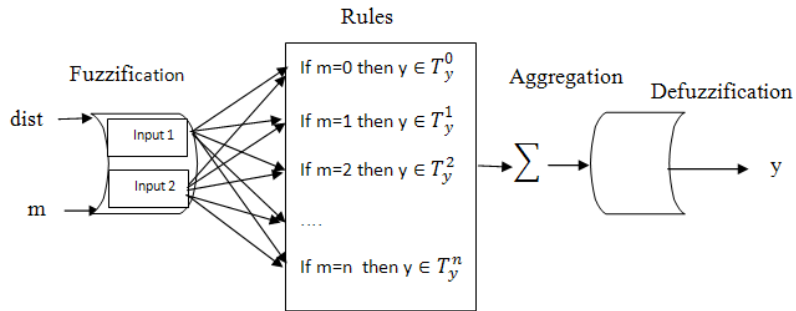 Rules
Fuzzification
dist
Input 1
Input 2
m
If m=0 then y ∈ T_y^0
If m=1 then y ∈ T_y^1
If m=2 then y ∈ T_y^2
....
If m=n then y ∈ T_y^n
Aggregation
∑
Defuzzification
y